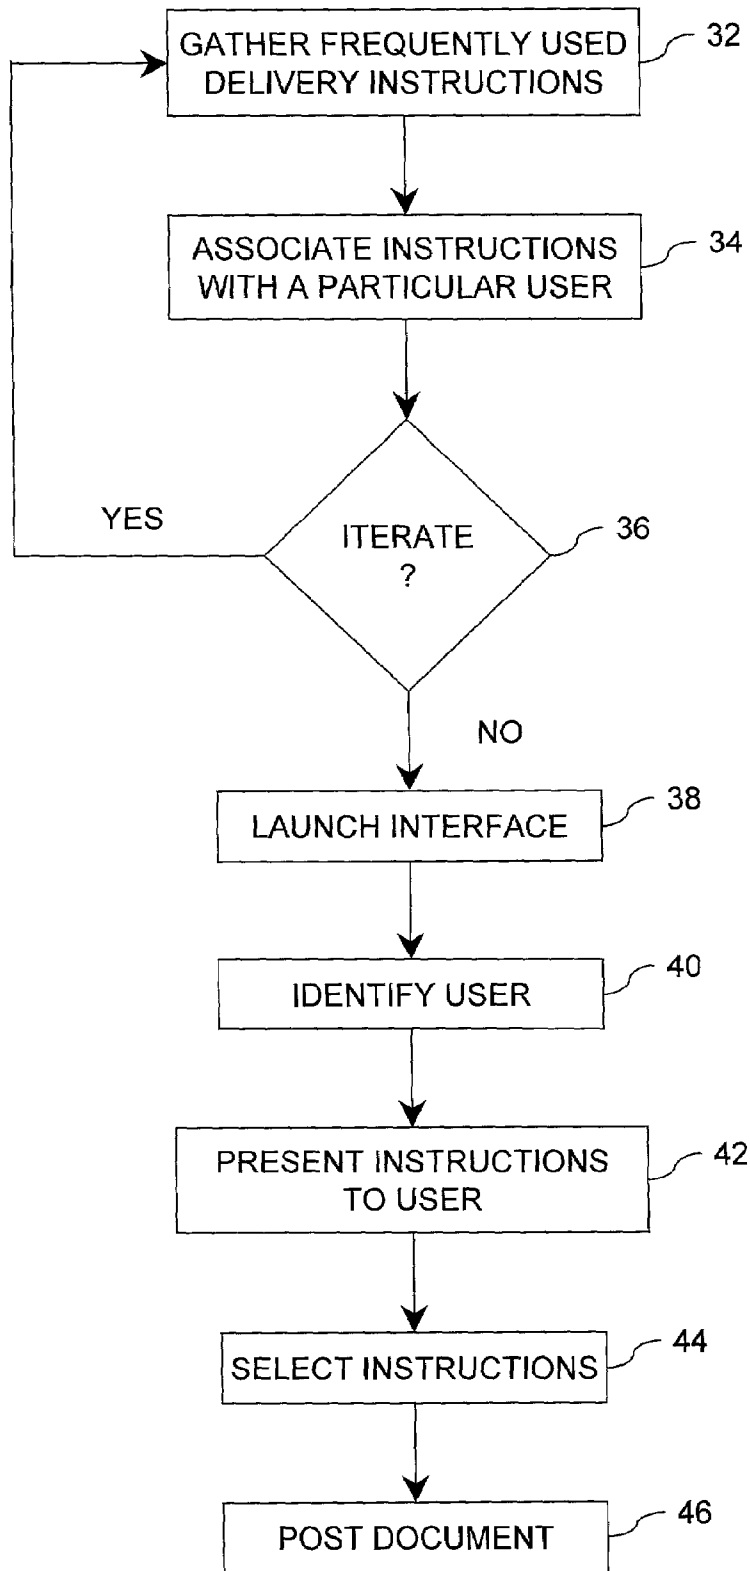 GATHER FREQUENTLY USED
DELIVERY INSTRUCTIONS
32
ASSOCIATE INSTRUCTIONS
WITH A PARTICULAR USER
34
YES
ITERATE
?
36
NO
LAUNCH INTERFACE
38
IDENTIFY USER
40
PRESENT INSTRUCTIONS
TO USER
42
SELECT INSTRUCTIONS
44
POST DOCUMENT
46